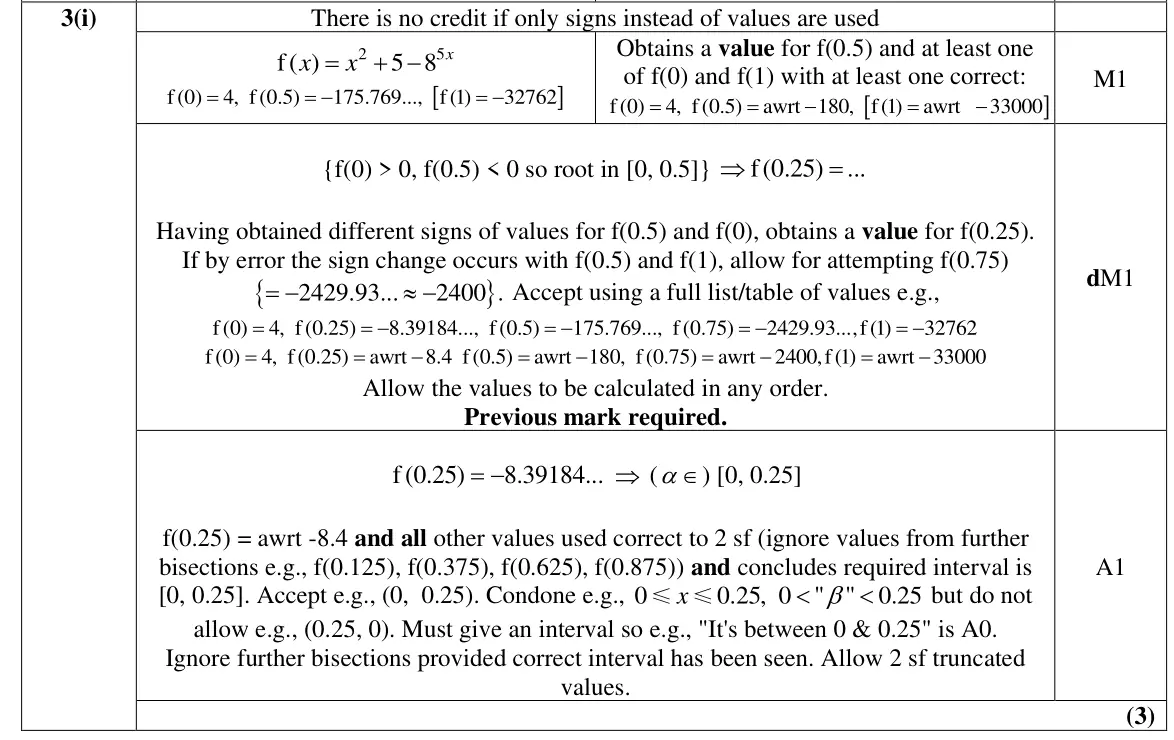 3(i)
There is no credit if only signs instead of values are used
f(x) = x² + 5 − 8⁵ˣ
f(0) = 4, f(0.5) = −175.769..., [f(1) = −32762]
Obtains a value for f(0.5) and at least one
of f(0) and f(1) with at least one correct:
f(0) = 4, f(0.5) = awrt −180, [f(1) = awrt −33000]
M1
{f(0) > 0, f(0.5) < 0 so root in [0, 0.5]} ⇒ f(0.25) = ...
Having obtained different signs of values for f(0.5) and f(0), obtains a value for f(0.25).
If by error the sign change occurs with f(0.5) and f(1), allow for attempting f(0.75)
{= −2429.93... ≈ −2400}. Accept using a full list/table of values e.g.,
f(0) = 4, f(0.25) = −8.39184..., f(0.5) = −175.769..., f(0.75) = −2429.93..., f(1) = −32762
f(0) = 4, f(0.25) = awrt −8.4 f(0.5) = awrt −180, f(0.75) = awrt −2400, f(1) = awrt −33000
Allow the values to be calculated in any order.
Previous mark required.
dM1
f(0.25) = −8.39184... ⇒ (α ∈) [0, 0.25]
f(0.25) = awrt -8.4 and all other values used correct to 2 sf (ignore values from further
bisections e.g., f(0.125), f(0.375), f(0.625), f(0.875)) and concludes required interval is
[0, 0.25]. Accept e.g., (0, 0.25). Condone e.g., 0 ⩽ x ⩽ 0.25, 0 < "β" < 0.25 but do not
allow e.g., (0.25, 0). Must give an interval so e.g., "It's between 0 & 0.25" is A0.
Ignore further bisections provided correct interval has been seen. Allow 2 sf truncated
values.
A1
(3)